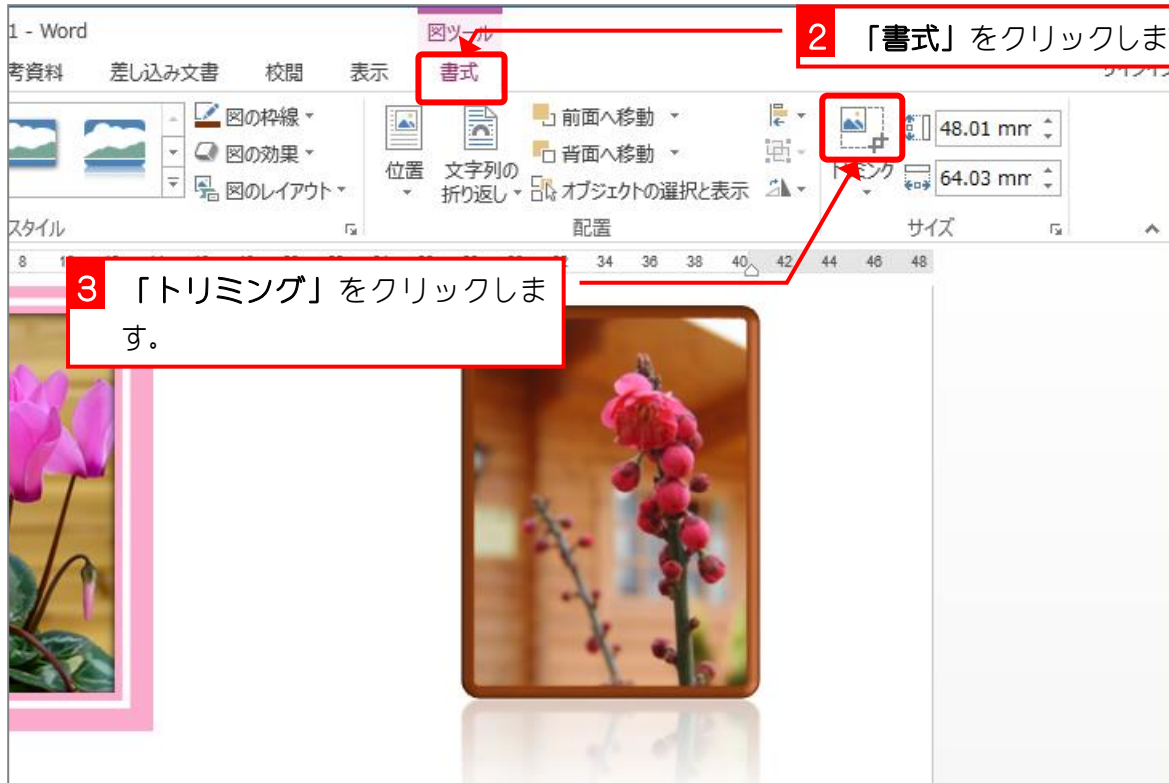 1 - Word
図ツール
2 「書式」をクリックしま
考資料 差し込み文書 校閲 表示 書式
図の枠線
図の効果
図のレイアウト
位置
文字列の
折り返し
前面へ移動
背面へ移動
オブジェクトの選択と表示
トリミング
48.01 mm
64.03 mm
スタイル
配置
サイズ
8 34 36 38 40 42 44 46 48
3 「トリミング」をクリックしま
す。